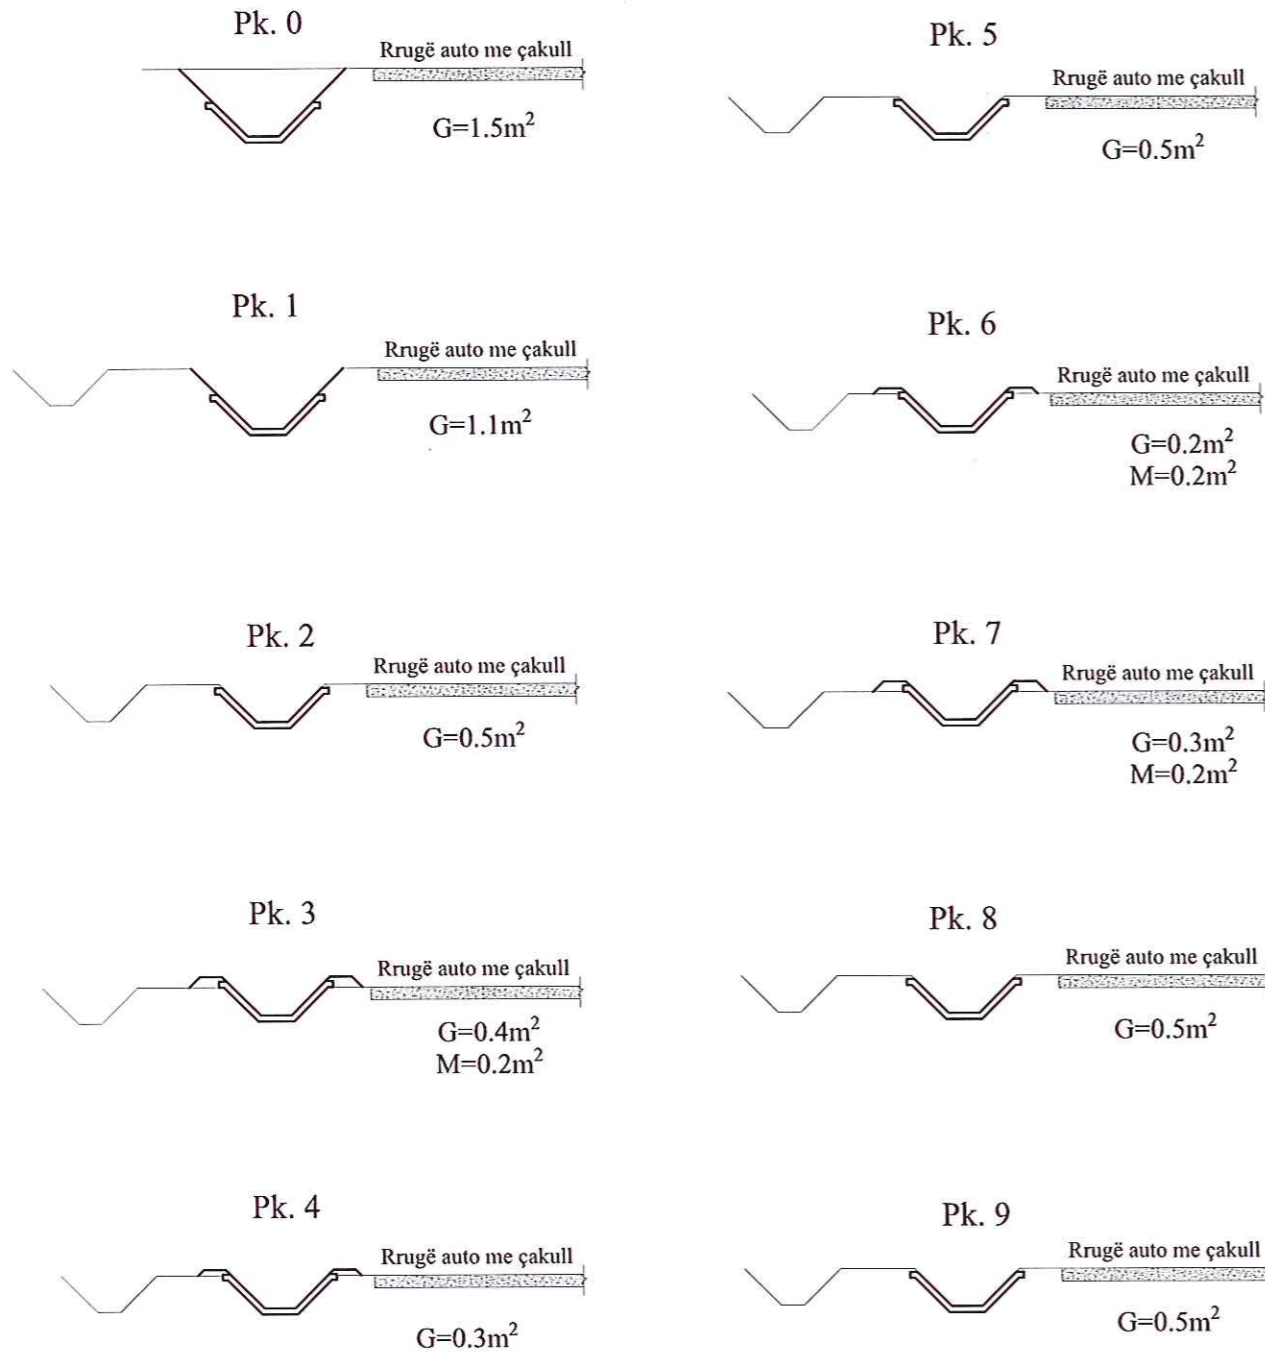 Pk. 0
Rrugë auto me çakull
G=1.5m²
Pk. 1
Rrugë auto me çakull
G=1.1m²
Pk. 2
Rrugë auto me çakull
G=0.5m²
Pk. 3
Rrugë auto me çakull
G=0.4m²
M=0.2m²
Pk. 4
Rrugë auto me çakull
G=0.3m²
Pk. 5
Rrugë auto me çakull
G=0.5m²
Pk. 6
Rrugë auto me çakull
G=0.2m²
M=0.2m²
Pk. 7
Rrugë auto me çakull
G=0.3m²
M=0.2m²
Pk. 8
Rrugë auto me çakull
G=0.5m²
Pk. 9
Rrugë auto me çakull
G=0.5m²